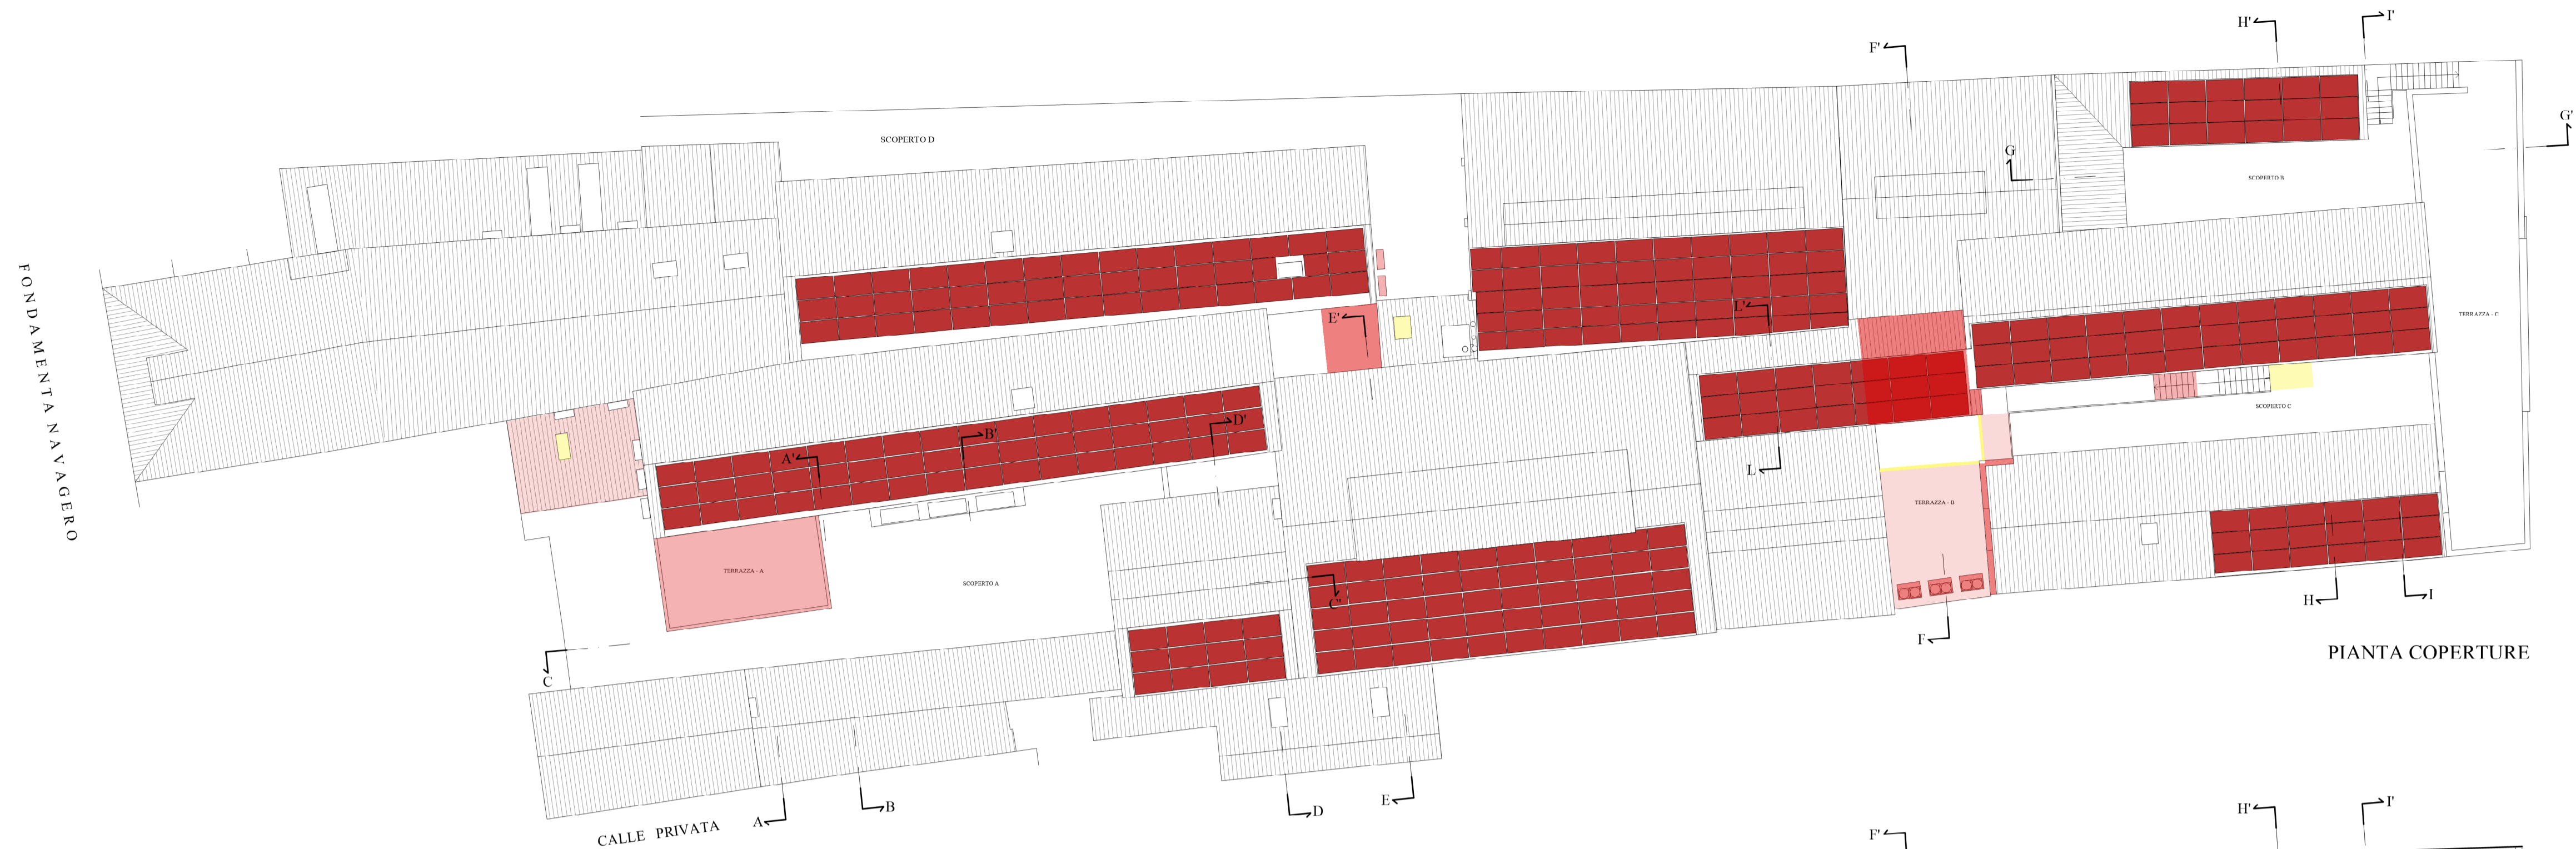 H'
I'
F'
G'
SCOPERTO D
G
SCOPERTO B
FONDAMENTA NAVAGERO
E'
L'
TERRAZZA - C
SCOPERTO C
D'
B'
A'
L
TERRAZZA - B
TERRAZZA - A
SCOPERTO A
C'
H
I
F
PIANTA COPERTURE
C
E
B
D
A
CALLE PRIVATA
H'
I'
F'